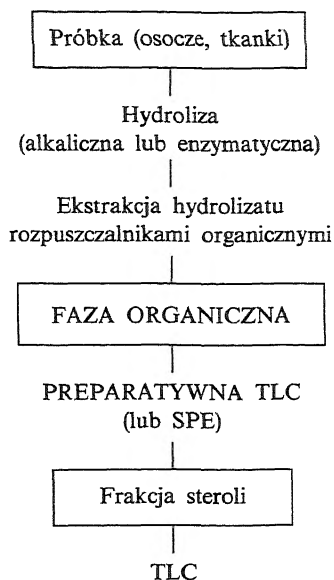 Próbka (osocze, tkanki)
Hydroliza
(alkaliczna lub enzymatyczna)
Ekstrakcja hydrolizatu
rozpuszczalnikami organicznymi
FAZA ORGANICZNA
PREPARATYWNA TLC
(lub SPE)
Frakcja steroli
TLC